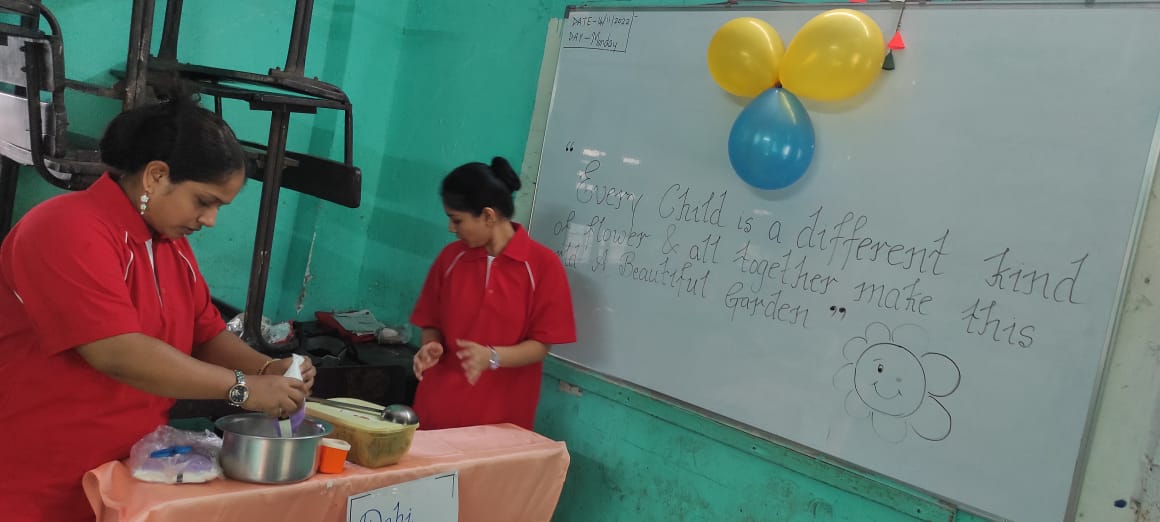 DATE-14/11/2022/-
DAY-Monday
“Every Child is a different kind
of flower & all together make this
A Beautiful Garden”
Dahi